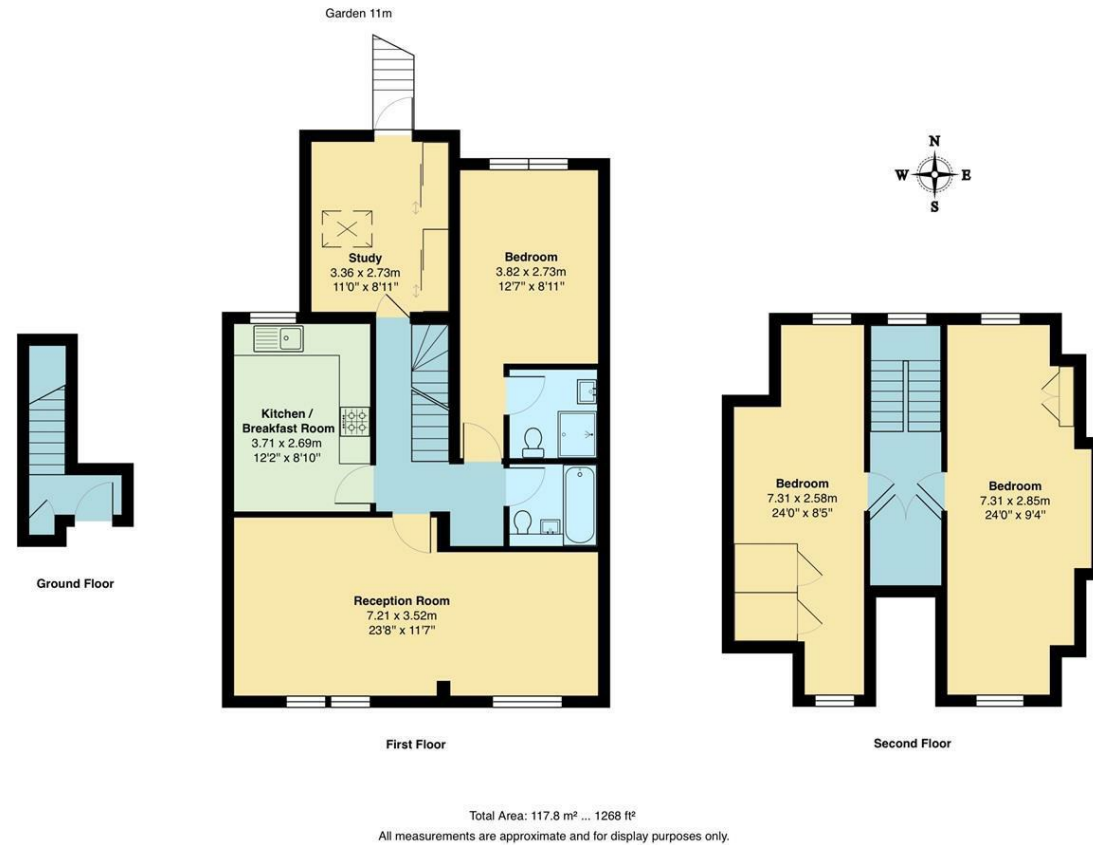 Garden 11m
N
W E
S
Study
3.36 x 2.73m
11'0" x 8'11"
Bedroom
3.82 x 2.73m
12'7" x 8'11"
Kitchen /
Breakfast Room
3.71 x 2.69m
12'2" x 8'10"
Bedroom
7.31 x 2.58m
24'0" x 8'5"
Bedroom
7.31 x 2.85m
24'0" x 9'4"
Ground Floor
Reception Room
7.21 x 3.52m
23'8" x 11'7"
First Floor
Second Floor
Total Area: 117.8 m² ... 1268 ft²
All measurements are approximate and for display purposes only.